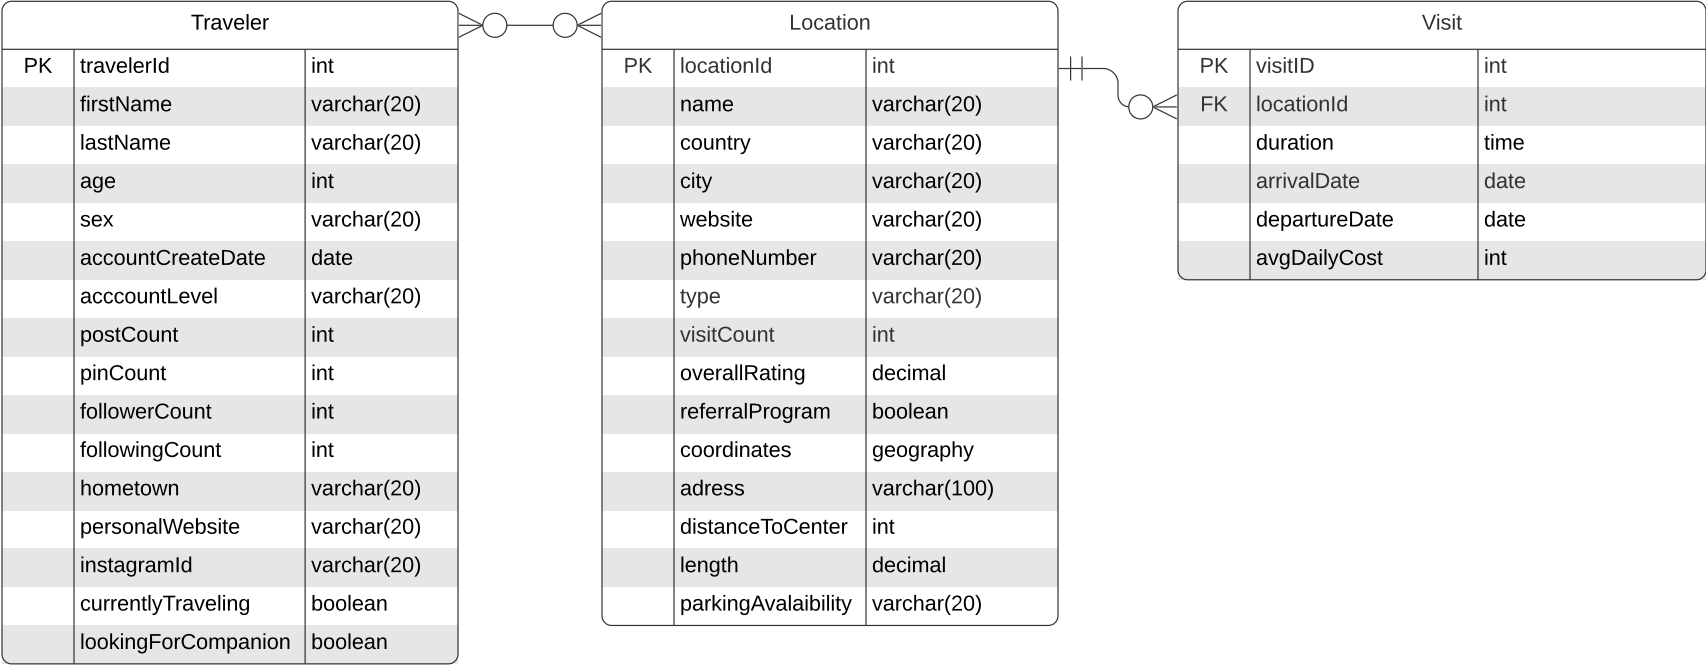 Traveler
PK travelerId int
firstName varchar(20)
lastName varchar(20)
age int
sex varchar(20)
accountCreateDate date
acccountLevel varchar(20)
postCount int
pinCount int
followerCount int
followingCount int
hometown varchar(20)
personalWebsite varchar(20)
instagramId varchar(20)
currentlyTraveling boolean
lookingForCompanion boolean
Location
PK locationId int
name varchar(20)
country varchar(20)
city varchar(20)
website varchar(20)
phoneNumber varchar(20)
type varchar(20)
visitCount int
overallRating decimal
referralProgram boolean
coordinates geography
adress varchar(100)
distanceToCenter int
length decimal
parkingAvalaibility varchar(20)
Visit
PK visitID int
FK locationId int
duration time
arrivalDate date
departureDate date
avgDailyCost int